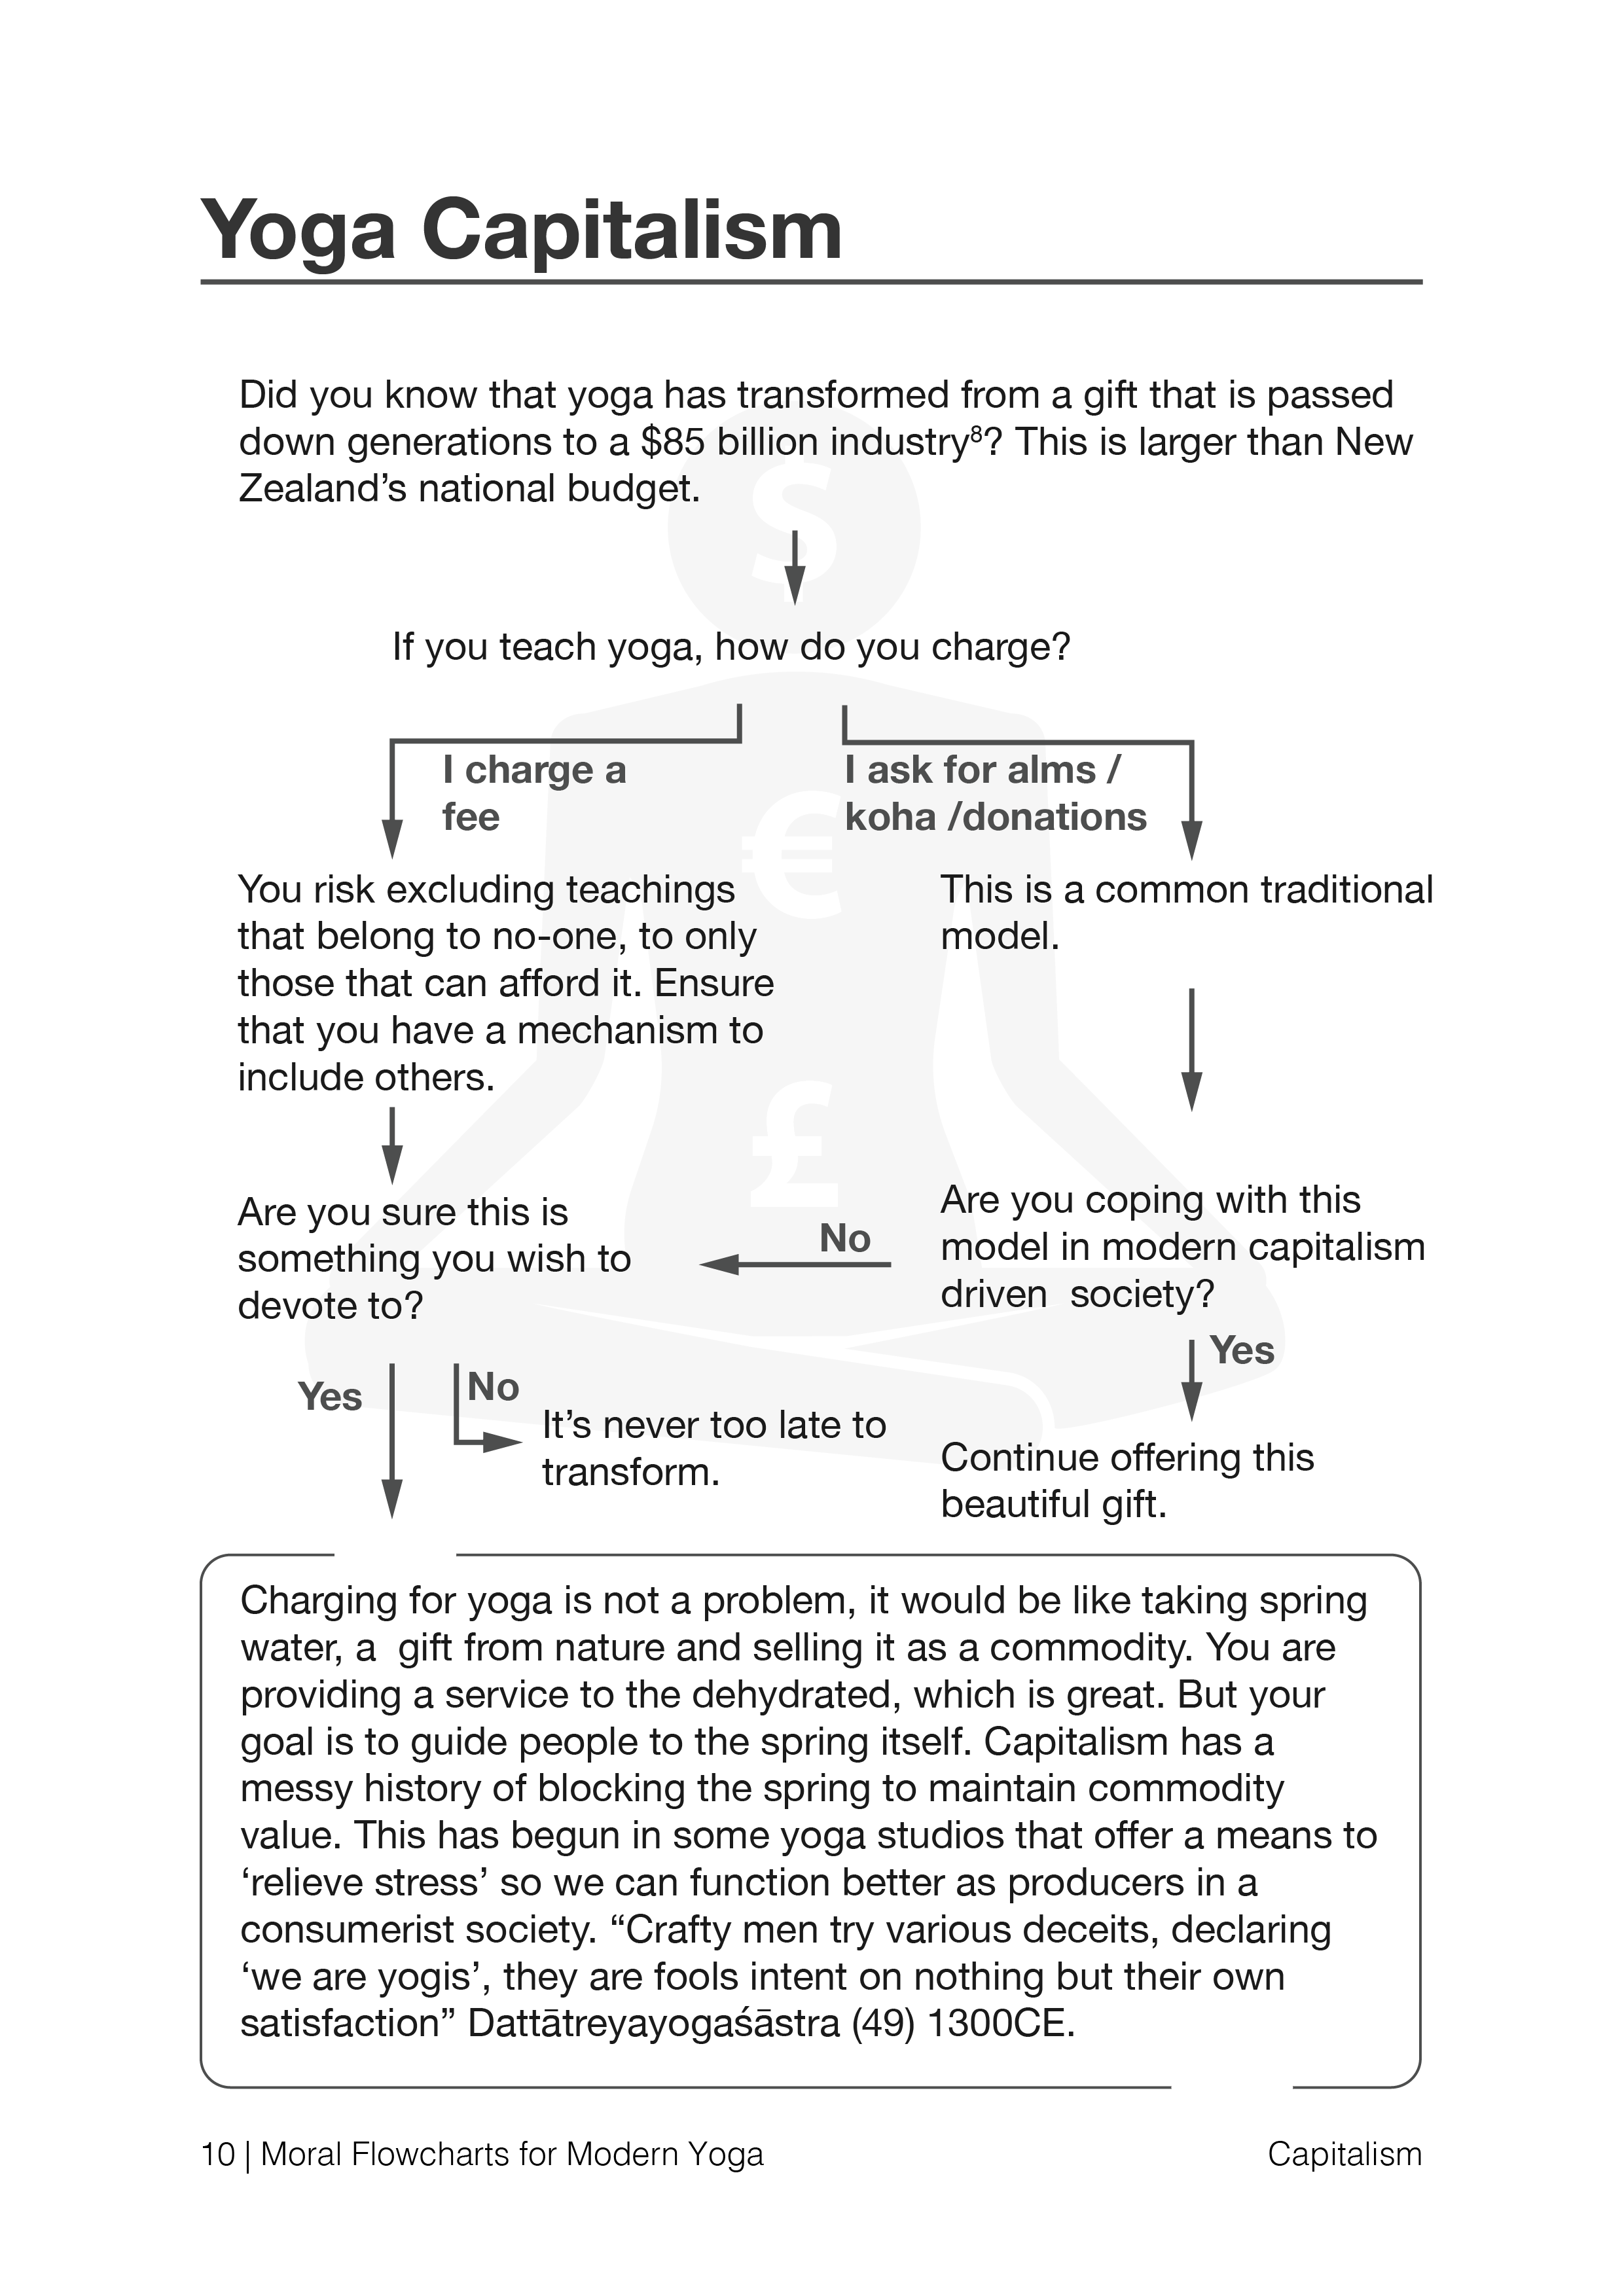 Yoga Capitalism
Did you know that yoga has transformed from a gift that is passed
down generations to a $85 billion industry⁸? This is larger than New
Zealand’s national budget.
$
If you teach yoga, how do you charge?
I charge a
fee
I ask for alms /
koha /donations
€
You risk excluding teachings
that belong to no-one, to only
those that can afford it. Ensure
that you have a mechanism to
include others.
This is a common traditional
model.
£
Are you sure this is
something you wish to
devote to?
No
Are you coping with this
model in modern capitalism
driven  society?
Yes
Yes
No
It’s never too late to
transform.
Continue offering this
beautiful gift.
Charging for yoga is not a problem, it would be like taking spring
water, a  gift from nature and selling it as a commodity. You are
providing a service to the dehydrated, which is great. But your
goal is to guide people to the spring itself. Capitalism has a
messy history of blocking the spring to maintain commodity
value. This has begun in some yoga studios that offer a means to
‘relieve stress’ so we can function better as producers in a
consumerist society. “Crafty men try various deceits, declaring
‘we are yogis’, they are fools intent on nothing but their own
satisfaction” Dattātreyayogaśāstra (49) 1300CE.
10 | Moral Flowcharts for Modern Yoga
Capitalism